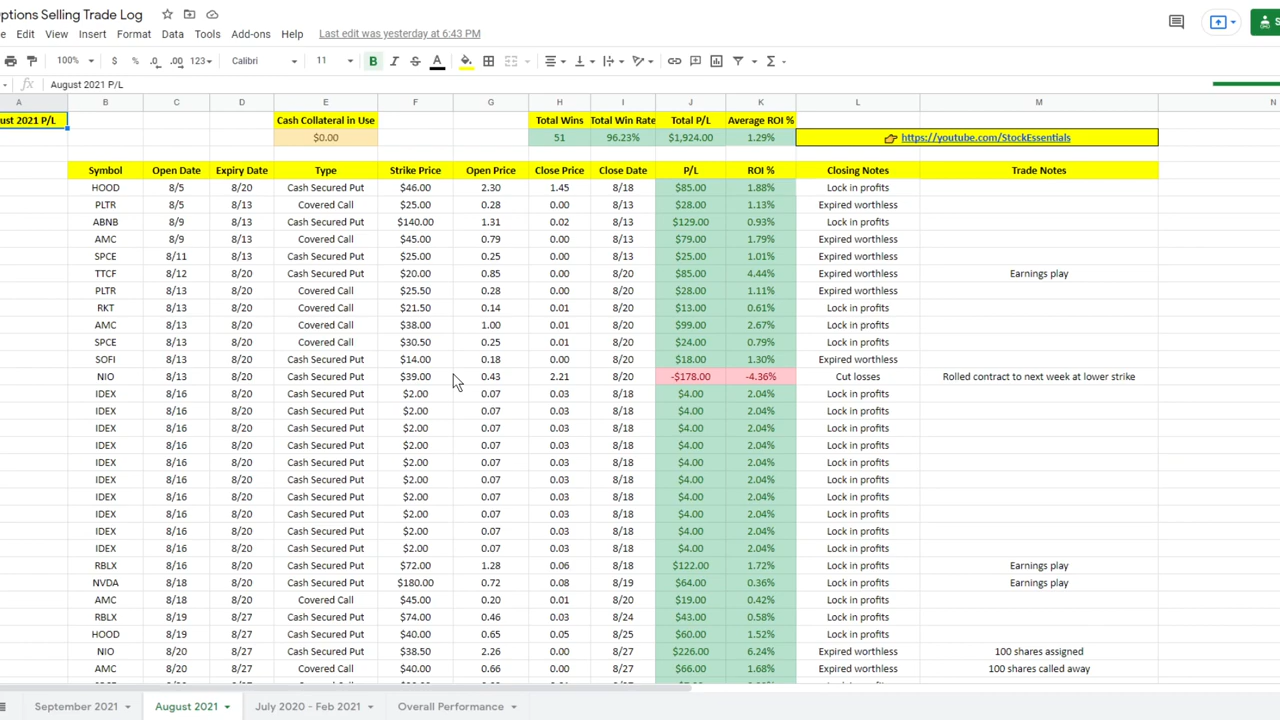 ptions Selling Trade Log
e Edit View Insert Format Data Tools Add-ons Help Last edit was yesterday at 6:43 PM
100% $ % .0 .00 123 Calibri 11 B I S A
fx August 2021 P/L
A B C D E F G H I J K L M N
ust 2021 P/L Cash Collateral in Use Total Wins Total Win Rate Total P/L Average ROI %
$0.00 51 96.23% $1,924.00 1.29% https://youtube.com/StockEssentials
Symbol Open Date Expiry Date Type Strike Price Open Price Close Price Close Date P/L ROI % Closing Notes Trade Notes
HOOD 8/5 8/20 Cash Secured Put $46.00 2.30 1.45 8/18 $85.00 1.88% Lock in profits
PLTR 8/5 8/13 Covered Call $25.00 0.28 0.00 8/13 $28.00 1.13% Expired worthless
ABNB 8/9 8/13 Cash Secured Put $140.00 1.31 0.02 8/13 $129.00 0.93% Lock in profits
AMC 8/9 8/13 Covered Call $45.00 0.79 0.00 8/13 $79.00 1.79% Expired worthless
SPCE 8/11 8/13 Cash Secured Put $25.00 0.25 0.00 8/13 $25.00 1.01% Expired worthless
TTCF 8/12 8/20 Cash Secured Put $20.00 0.85 0.00 8/20 $85.00 4.44% Expired worthless Earnings play
PLTR 8/13 8/20 Covered Call $25.50 0.28 0.00 8/20 $28.00 1.11% Expired worthless
RKT 8/13 8/20 Covered Call $21.50 0.14 0.01 8/20 $13.00 0.61% Lock in profits
AMC 8/13 8/20 Covered Call $38.00 1.00 0.01 8/20 $99.00 2.67% Lock in profits
SPCE 8/13 8/20 Covered Call $30.50 0.25 0.01 8/20 $24.00 0.79% Lock in profits
SOFI 8/13 8/20 Cash Secured Put $14.00 0.18 0.00 8/20 $18.00 1.30% Expired worthless
NIO 8/13 8/20 Cash Secured Put $39.00 0.43 2.21 8/20 -$178.00 -4.36% Cut losses Rolled contract to next week at lower strike
IDEX 8/16 8/20 Cash Secured Put $2.00 0.07 0.03 8/18 $4.00 2.04% Lock in profits
IDEX 8/16 8/20 Cash Secured Put $2.00 0.07 0.03 8/18 $4.00 2.04% Lock in profits
IDEX 8/16 8/20 Cash Secured Put $2.00 0.07 0.03 8/18 $4.00 2.04% Lock in profits
IDEX 8/16 8/20 Cash Secured Put $2.00 0.07 0.03 8/18 $4.00 2.04% Lock in profits
IDEX 8/16 8/20 Cash Secured Put $2.00 0.07 0.03 8/18 $4.00 2.04% Lock in profits
IDEX 8/16 8/20 Cash Secured Put $2.00 0.07 0.03 8/18 $4.00 2.04% Lock in profits
IDEX 8/16 8/20 Cash Secured Put $2.00 0.07 0.03 8/18 $4.00 2.04% Lock in profits
IDEX 8/16 8/20 Cash Secured Put $2.00 0.07 0.03 8/18 $4.00 2.04% Lock in profits
IDEX 8/16 8/20 Cash Secured Put $2.00 0.07 0.03 8/18 $4.00 2.04% Lock in profits
IDEX 8/16 8/20 Cash Secured Put $2.00 0.07 0.03 8/18 $4.00 2.04% Lock in profits
RBLX 8/16 8/20 Cash Secured Put $72.00 1.28 0.06 8/18 $122.00 1.72% Lock in profits Earnings play
NVDA 8/18 8/20 Cash Secured Put $180.00 0.72 0.08 8/19 $64.00 0.36% Lock in profits Earnings play
AMC 8/18 8/20 Covered Call $45.00 0.20 0.01 8/20 $19.00 0.42% Lock in profits
RBLX 8/19 8/27 Cash Secured Put $74.00 0.46 0.03 8/24 $43.00 0.58% Lock in profits
HOOD 8/19 8/27 Cash Secured Put $40.00 0.65 0.05 8/25 $60.00 1.52% Lock in profits
NIO 8/20 8/27 Cash Secured Put $38.50 2.26 0.00 8/27 $226.00 6.24% Expired worthless 100 shares assigned
AMC 8/20 8/27 Covered Call $40.00 0.66 0.00 8/27 $66.00 1.68% Expired worthless 100 shares called away
September 2021 August 2021 July 2020 - Feb 2021 Overall Performance